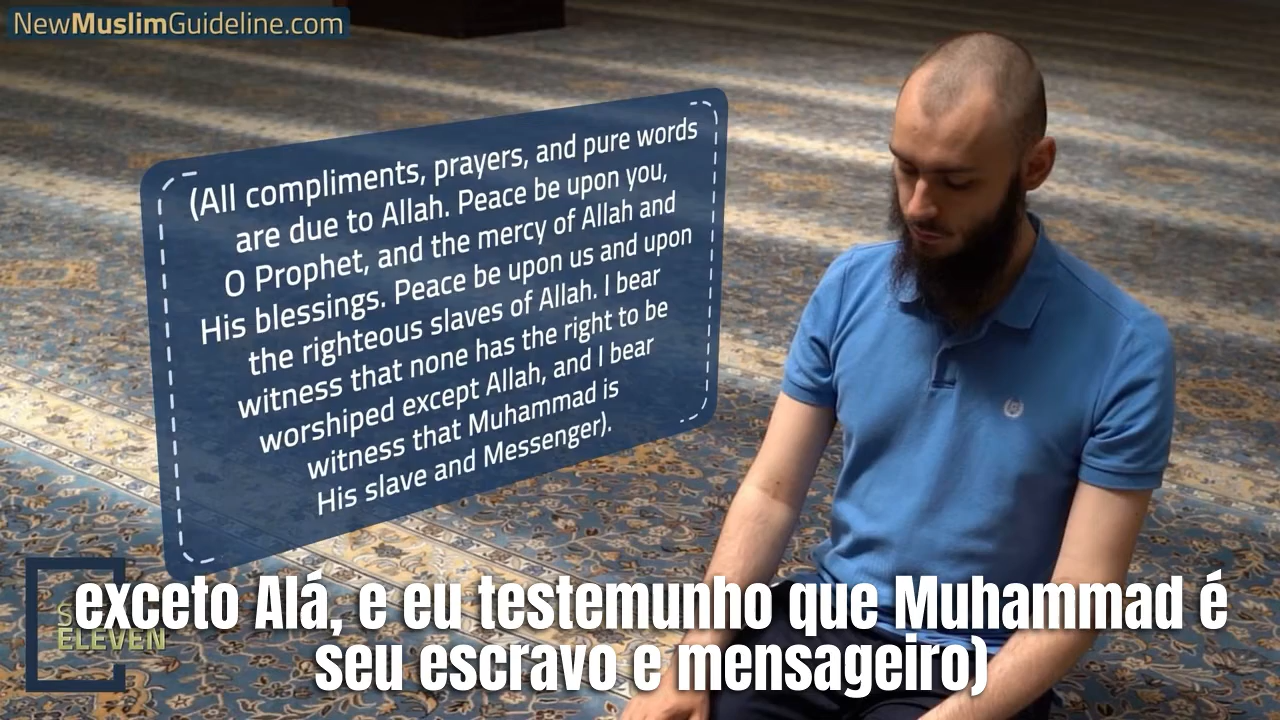 NewMuslimGuideline.com
(All compliments, prayers, and pure words
are due to Allah. Peace be upon you,
O Prophet, and the mercy of Allah and
His blessings. Peace be upon us and upon
the righteous slaves of Allah. I bear
witness that none has the right to be
worshiped except Allah, and I bear
witness that Muhammad is
His slave and Messenger).
ELEVEN
exceto Alá, e eu testemunho que Muhammad é
seu escravo e mensageiro)